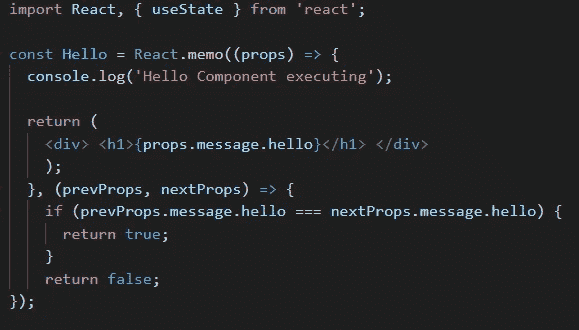 import React, { useState } from 'react';
const Hello = React.memo((props) => {
console.log('Hello Component executing');
return (
<div> <h1>{props.message.hello}</h1> </div>
);
}, (prevProps, nextProps) => {
if (prevProps.message.hello === nextProps.message.hello) {
return true;
}
return false;
});